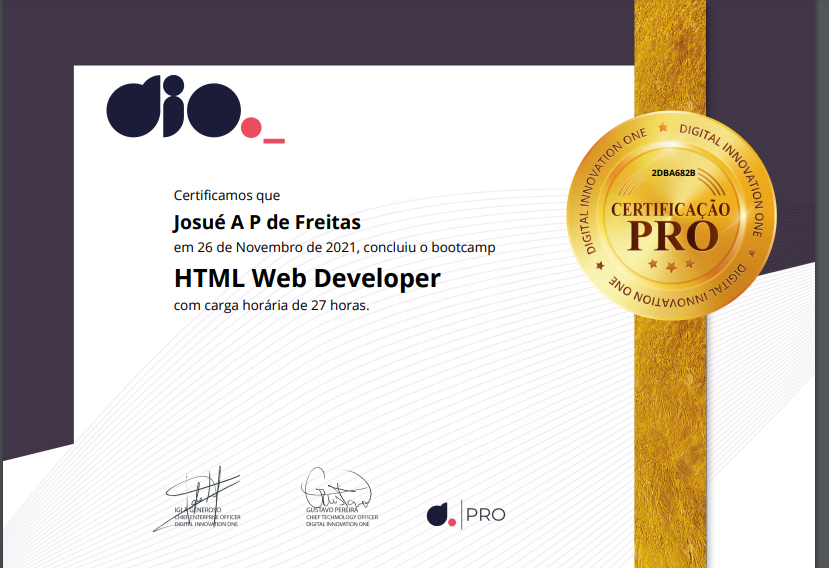 dio._
Certificamos que
Josué A P de Freitas
em 26 de Novembro de 2021, concluiu o bootcamp
HTML Web Developer
com carga horária de 27 horas.
DIGITAL INNOVATION ONE
DIGITAL INNOVATION ONE
DIGITAL INNOVATION ONE
2DBA682B
CERTIFICAÇÃO
PRO
IGLÁ GENEROSO
CHIEF ENTERPRISE OFFICER
DIGITAL INNOVATION ONE
GUSTAVO PEREIRA
CHIEF TECHNOLOGY OFFICER
DIGITAL INNOVATION ONE
d. | PRO